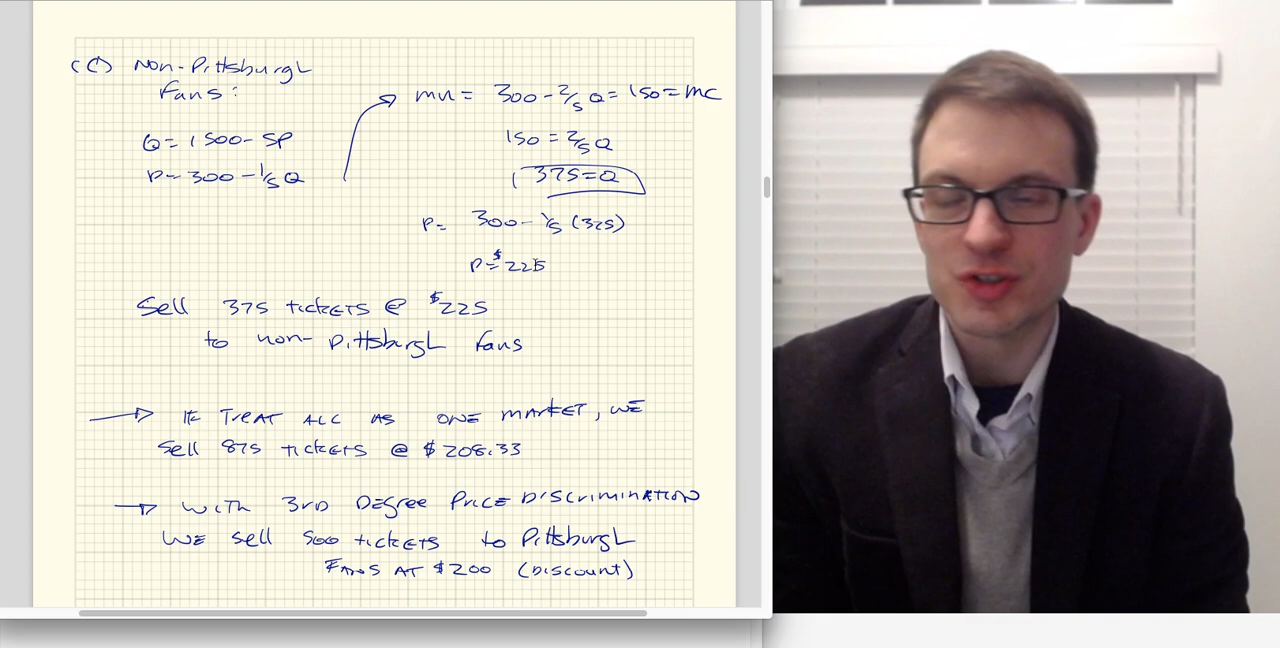 (C) Non-Pittsburgh
Fans:
Q = 1500 - 5P
P = 300 - 1/5 Q
MR = 300 - 2/5 Q = 150 = MC
150 = 2/5 Q
375 = Q
P = 300 - 1/5 (375)
P = $225
Sell 375 tickets @ $225
to non-Pittsburgh fans
→ If treat all as one market, we
sell 875 tickets @ $208.33
→ With 3rd Degree Price Discrimination
we sell 500 tickets to Pittsburgh
Fans at $200 (Discount)